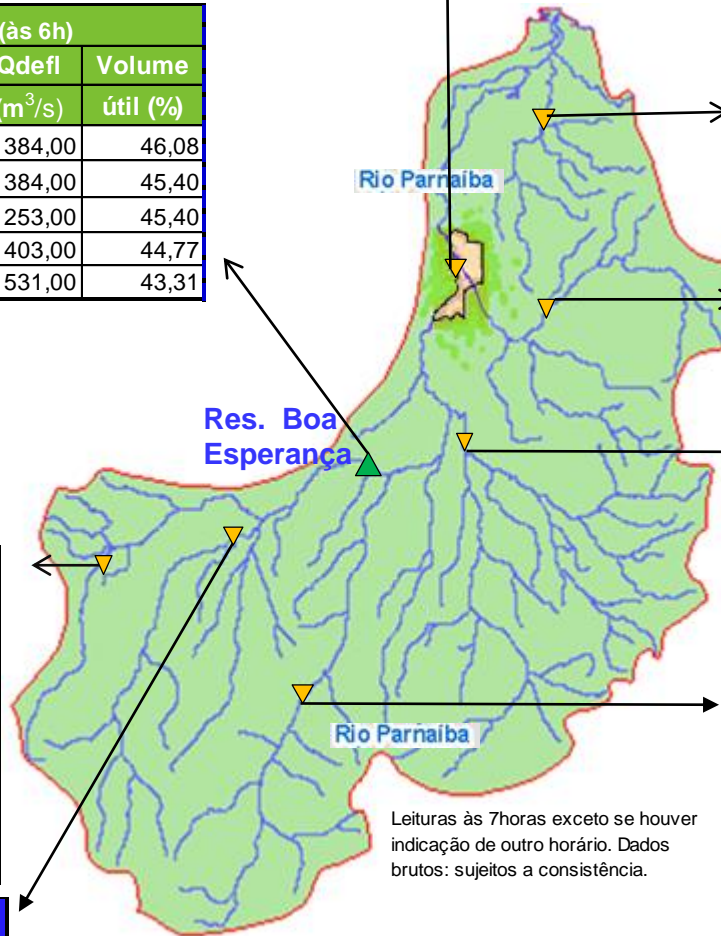 (às 6h)
Qdefl Volume
(m³/s) útil (%)
384,00 46,08
384,00 45,40
253,00 45,40
403,00 44,77
531,00 43,31
Rio Parnaíba
Res. Boa
Esperança
Rio Parnaíba
Leituras às 7horas exceto se houver
indicação de outro horário. Dados
brutos: sujeitos a consistência.